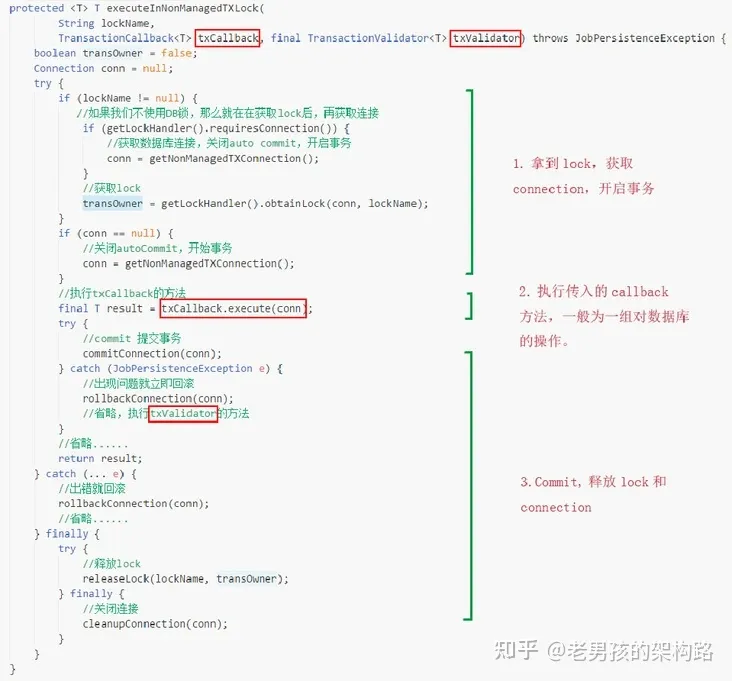 protected <T> T executeInNonManagedTXLock(
String lockName,
TransactionCallback<T> txCallback, final TransactionValidator<T> txValidator) throws JobPersistenceException {
boolean transOwner = false;
Connection conn = null;
try {
if (lockName != null) {
//如果我们不使用DB锁，那么就在在获取lock后，再获取连接
if (getLockHandler().requiresConnection()) {
//获取数据库连接，关闭auto commit，开启事务
conn = getNonManagedTXConnection();
}
//获取lock
transOwner = getLockHandler().obtainLock(conn, lockName);
}
if (conn == null) {
//关闭autoCommit，开始事务
conn = getNonManagedTXConnection();
}
//执行txCallback的方法
final T result = txCallback.execute(conn);
try {
//commit 提交事务
commitConnection(conn);
} catch (JobPersistenceException e) {
//出现问题就立即回滚
rollbackConnection(conn);
//省略，执行txValidator的方法
}
//省略......
return result;
} catch (... e) {
//出错就回滚
rollbackConnection(conn);
//省略......
} finally {
try {
//释放lock
releaseLock(lockName, transOwner);
} finally {
//关闭连接
cleanupConnection(conn);
}
}
}
1. 拿到 lock，获取
connection，开启事务
2. 执行传入的 callback
方法，一般为一组对数据库
的操作。
3.Commit, 释放 lock 和
connection
知乎 @老男孩的架构路